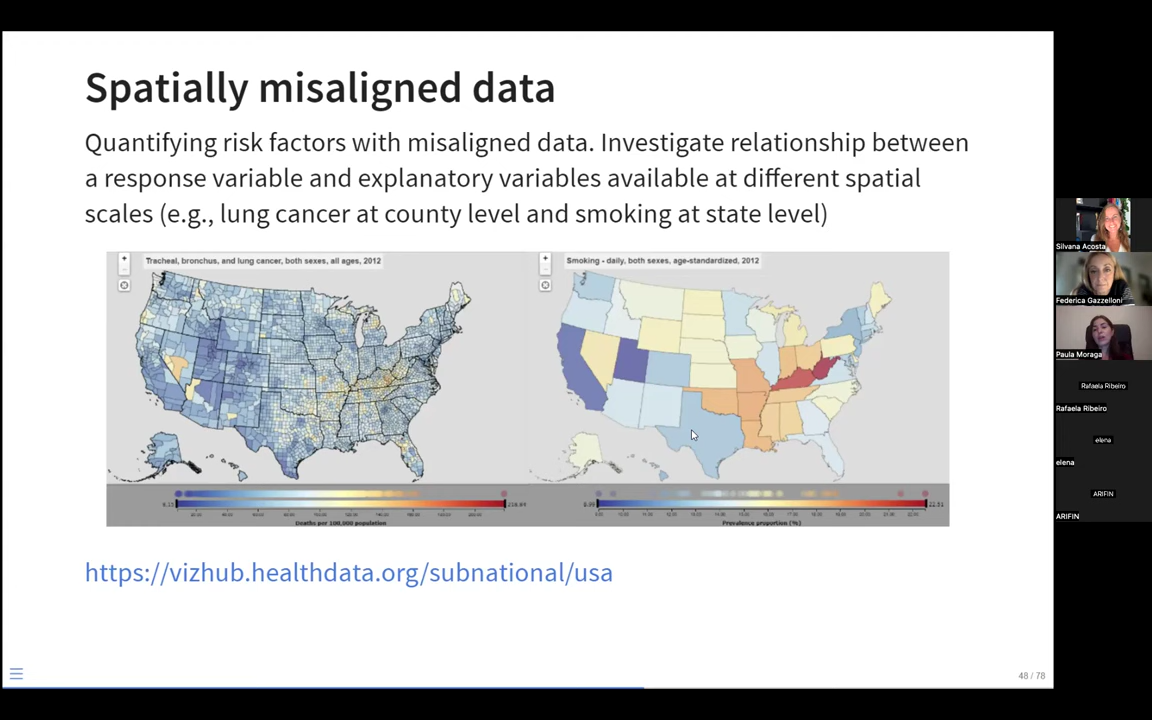 Spatially misaligned data
Quantifying risk factors with misaligned data. Investigate relationship between
a response variable and explanatory variables available at different spatial
scales (e.g., lung cancer at county level and smoking at state level)
Tracheal, bronchus, and lung cancer, both sexes, all ages, 2012
Smoking - daily, both sexes, age-standardized, 2012
Deaths per 100,000 population
Prevalence proportion (%)
https://vizhub.healthdata.org/subnational/usa
48 / 78
Silvana Acosta
Federica Gazzelloni
Paula Moraga
Rafaela Ribeiro
Rafaela Ribeiro
elena
elena
ARIFIN
ARIFIN